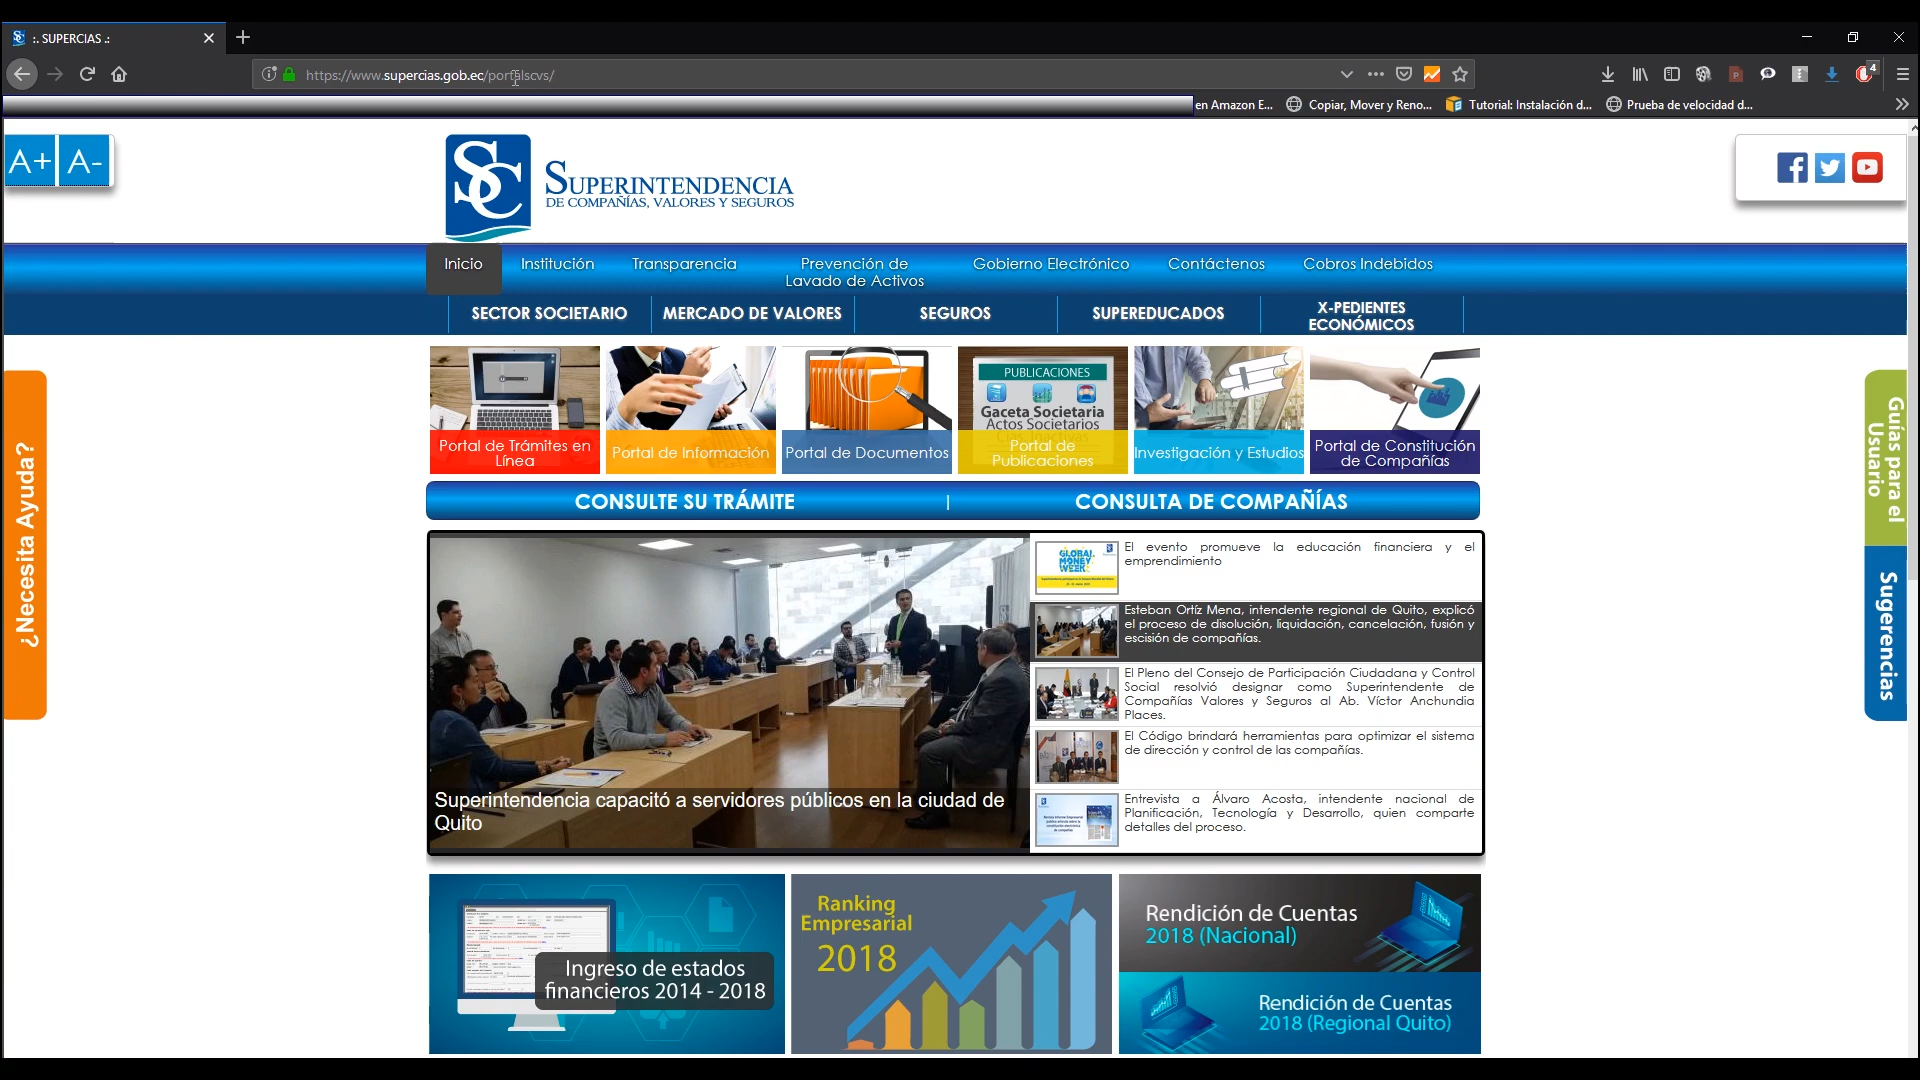 :. SUPERCIAS .:
https://www.supercias.gob.ec/portalscvs/
4
en Amazon E...
Copiar, Mover y Reno...
Tutorial: Instalación d...
Prueba de velocidad d...
A+
A-
SC
SUPERINTENDENCIA
DE COMPAÑÍAS, VALORES Y SEGUROS
Inicio
Institución
Transparencia
Prevención de
Lavado de Activos
Gobierno Electrónico
Contáctenos
Cobros Indebidos
SECTOR SOCIETARIO
MERCADO DE VALORES
SEGUROS
SUPEREDUCADOS
X-PEDIENTES
ECONÓMICOS
Portal de Trámites en
Línea
Portal de Información
Portal de Documentos
PUBLICACIONES
Gaceta Societaria
Actos Societarios
Portal de
Publicaciones
Investigación y Estudios
Portal de Constitución
de Compañías
CONSULTE SU TRÁMITE
|
CONSULTA DE COMPAÑÍAS
¿Necesita Ayuda?
Guías para el
Usuario
Sugerencias
Superintendencia capacitó a servidores públicos en la ciudad de
Quito
GLOBAL
MONEY
WEEK
El evento promueve la educación financiera y el
emprendimiento
Esteban Ortíz Mena, intendente regional de Quito, explicó
el proceso de disolución, liquidación, cancelación, fusión y
escisión de compañías.
El Pleno del Consejo de Participación Ciudadana y Control
Social resolvió designar como Superintendente de
Compañías Valores y Seguros al Ab. Víctor Anchundia
Places.
El Código brindará herramientas para optimizar el sistema
de dirección y control de las compañías.
Entrevista a Álvaro Acosta, intendente nacional de
Planificación, Tecnología y Desarrollo, quien comparte
detalles del proceso.
Ingreso de estados
financieros 2014 - 2018
Ranking
Empresarial
2018
Rendición de Cuentas
2018 (Nacional)
Rendición de Cuentas
2018 (Regional Quito)